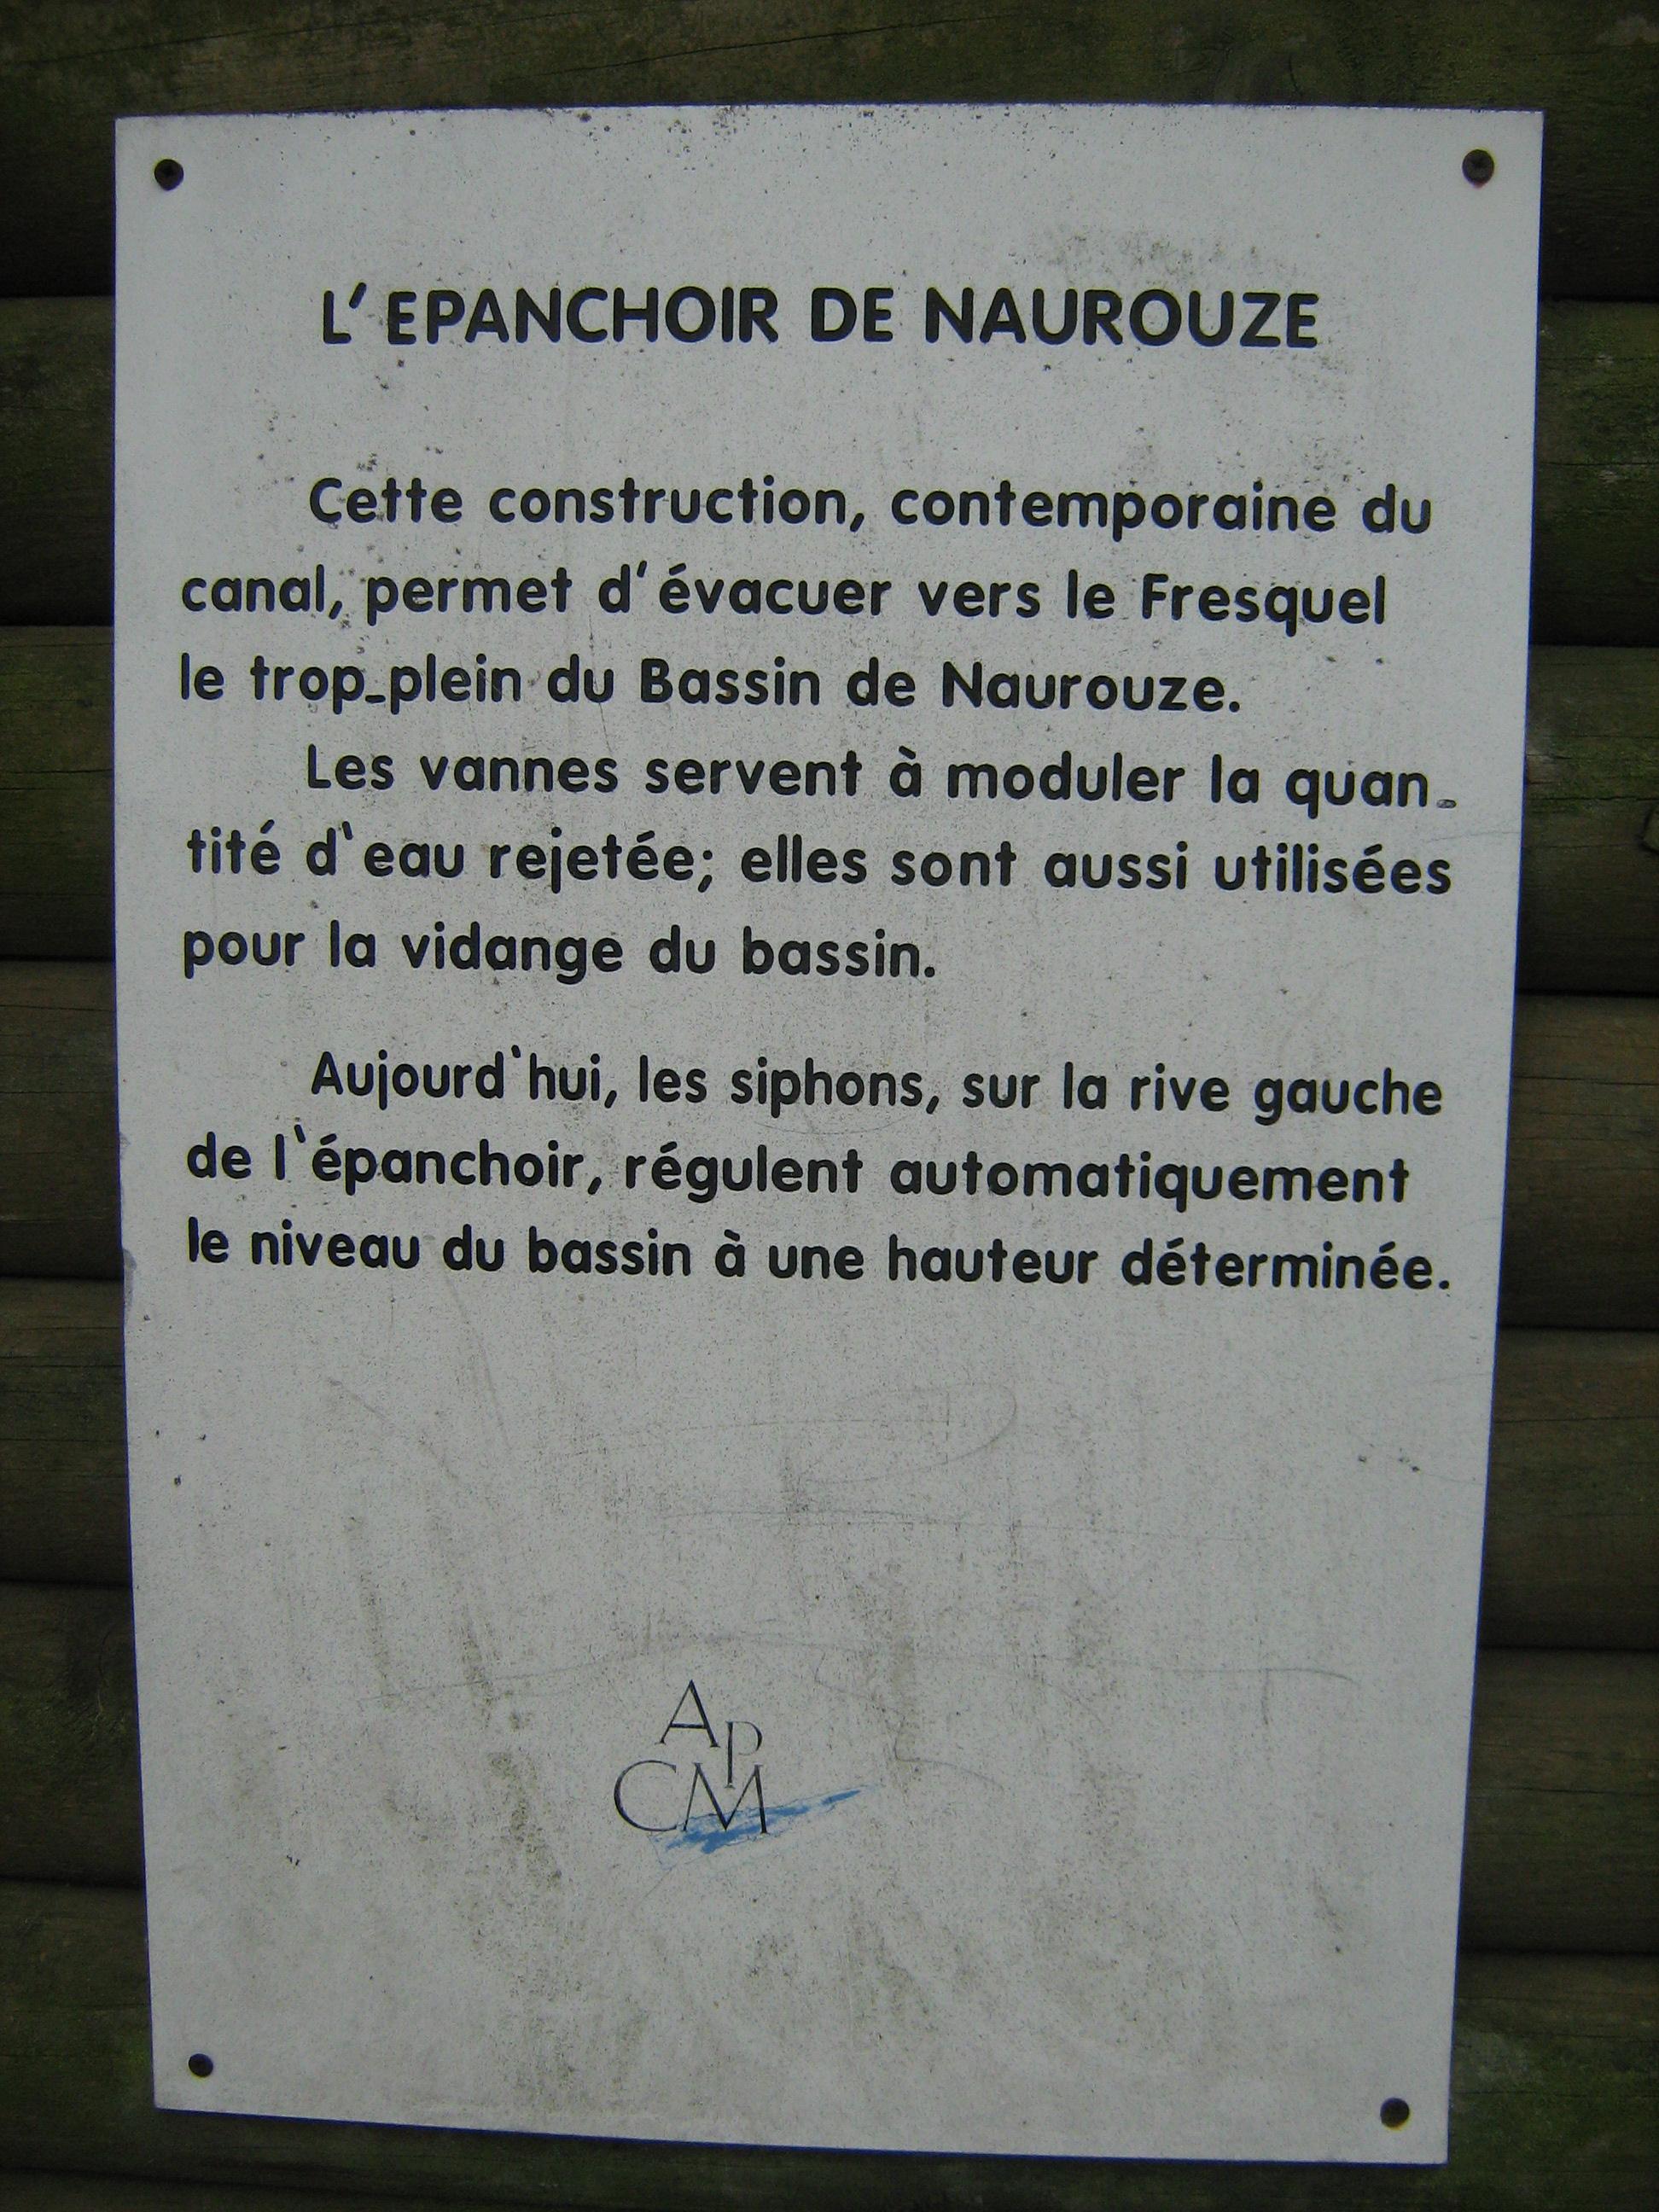 L'EPANCHOIR DE NAUROUZE
Cette construction, contemporaine du
canal, permet d'évacuer vers le Fresquel
le trop-plein du Bassin de Naurouze.
Les vannes servent à moduler la quan-
tité d'eau rejetée; elles sont aussi utilisées
pour la vidange du bassin.
Aujourd'hui, les siphons, sur la rive gauche
de l'épanchoir, régulent automatiquement
le niveau du bassin à une hauteur déterminée.
Ap
CM